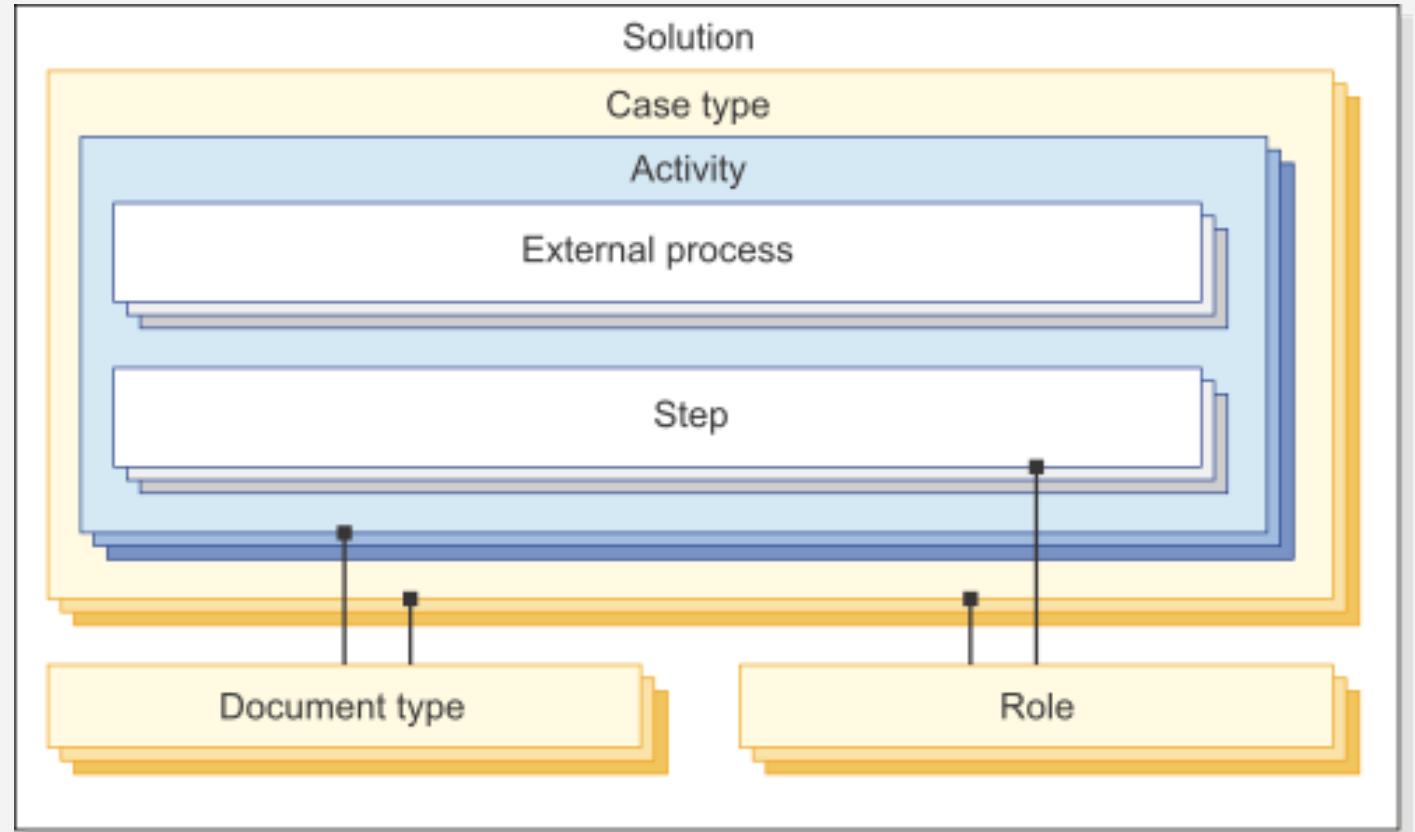 Solution
Case type
Activity
External process
Step
Document type
Role